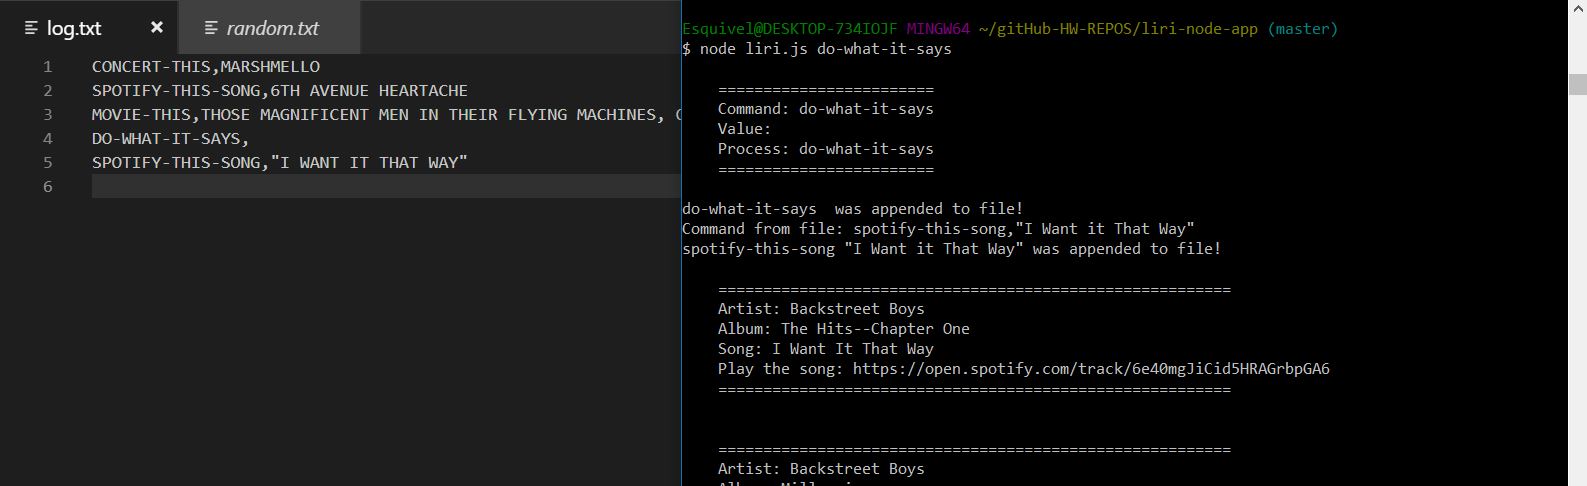 log.txt × random.txt
1 CONCERT-THIS,MARSHMELLO
2 SPOTIFY-THIS-SONG,6TH AVENUE HEARTACHE
3 MOVIE-THIS,THOSE MAGNIFICENT MEN IN THEIR FLYING MACHINES,
4 DO-WHAT-IT-SAYS,
5 SPOTIFY-THIS-SONG,"I WANT IT THAT WAY"
6
Esquivel@DESKTOP-734IOJF MINGW64 ~/gitHub-HW-REPOS/liri-node-app (master)
$ node liri.js do-what-it-says
========================
Command: do-what-it-says
Value:
Process: do-what-it-says
========================
do-what-it-says  was appended to file!
Command from file: spotify-this-song,"I Want it That Way"
spotify-this-song "I Want it That Way" was appended to file!
=========================================================
Artist: Backstreet Boys
Album: The Hits--Chapter One
Song: I Want It That Way
Play the song: https://open.spotify.com/track/6e40mgJiCid5HRAGrbpGA6
=========================================================
=========================================================
Artist: Backstreet Boys